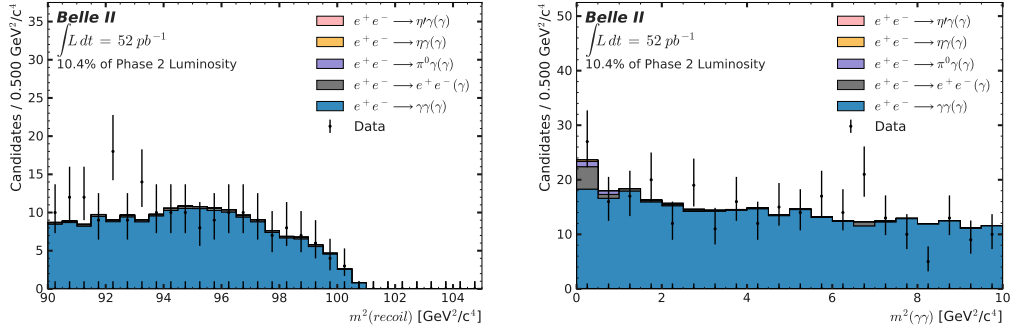 Belle II
∫L dt = 52 pb⁻¹
10.4% of Phase 2 Luminosity
e⁺e⁻ → η′γ(γ)
e⁺e⁻ → ηγ(γ)
e⁺e⁻ → π⁰γ(γ)
e⁺e⁻ → e⁺e⁻(γ)
e⁺e⁻ → γγ(γ)
Data
Candidates / 0.500 GeV²/c⁴
35
30
25
20
15
10
5
0
90 92 94 96 98 100 102 104
m²(recoil) [GeV²/c⁴]
Belle II
∫L dt = 52 pb⁻¹
10.4% of Phase 2 Luminosity
e⁺e⁻ → η′γ(γ)
e⁺e⁻ → ηγ(γ)
e⁺e⁻ → π⁰γ(γ)
e⁺e⁻ → e⁺e⁻(γ)
e⁺e⁻ → γγ(γ)
Data
Candidates / 0.500 GeV²/c⁴
50
40
30
20
10
0
0 2 4 6 8 10
m²(γγ) [GeV²/c⁴]